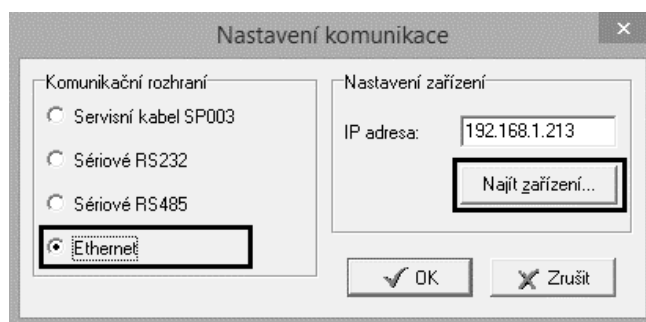 Nastavení komunikace
Komunikační rozhraní
Servisní kabel SP003
Sériové RS232
Sériové RS485
Ethernet
Nastavení zařízení
IP adresa: 192.168.1.213
Najít zařízení...
OK
Zrušit